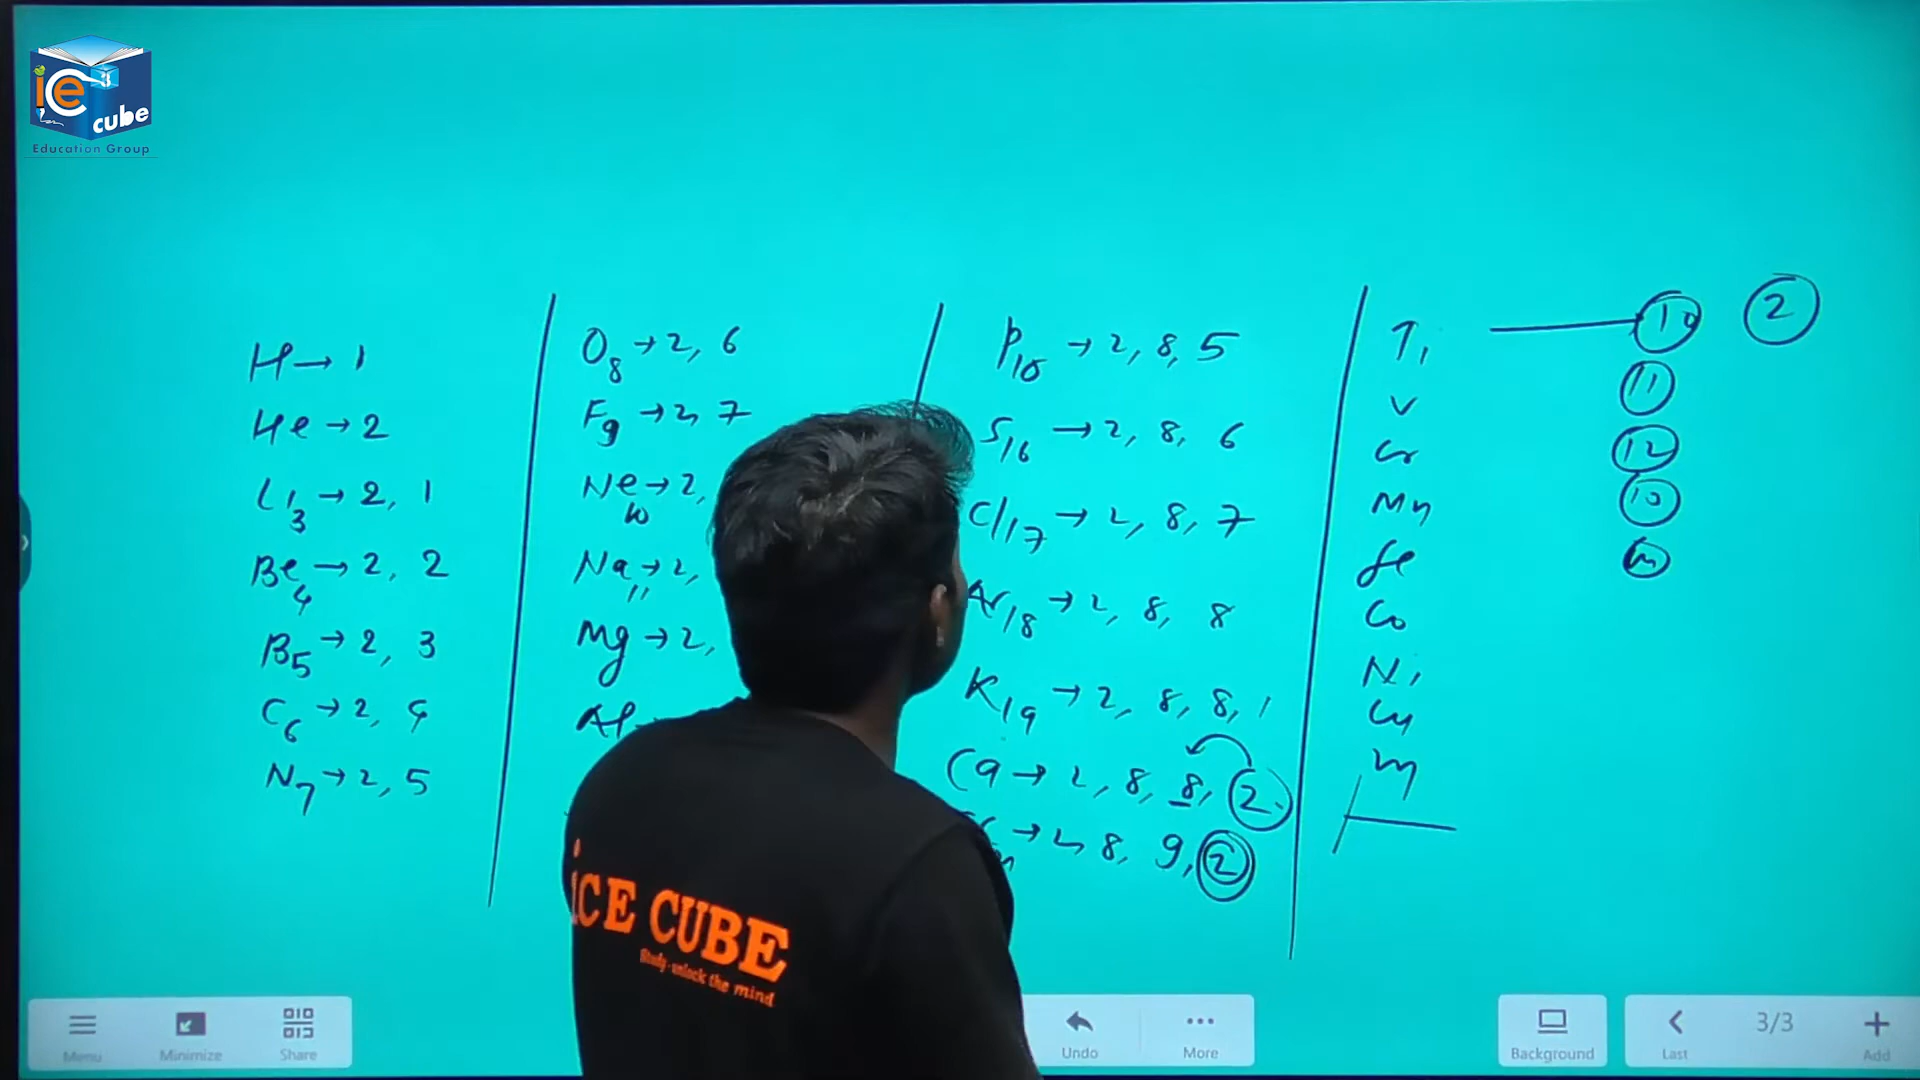 iCE
cube
Education Group
H → 1
He → 2
Li3 → 2, 1
Be4 → 2, 2
B5 → 2, 3
C6 → 2, 4
N7 → 2, 5
O8 → 2, 6
F9 → 2, 7
Ne10 → 2,
Na11 → 2,
Mg → 2,
Al
P15 → 2, 8, 5
S16 → 2, 8, 6
Cl17 → 2, 8, 7
Ar18 → 2, 8, 8
K19 → 2, 8, 8, 1
Ca → 2, 8, 8, 2
→ 2, 8, 9, 2
Ti 10 2
V 11
Cr 12
Mn 10
Fe
Co
Ni
Cu
Zn
iCE CUBE
Study - unlock the mind
Menu
Minimize
Share
Undo
More
Background
Last
3/3
Add